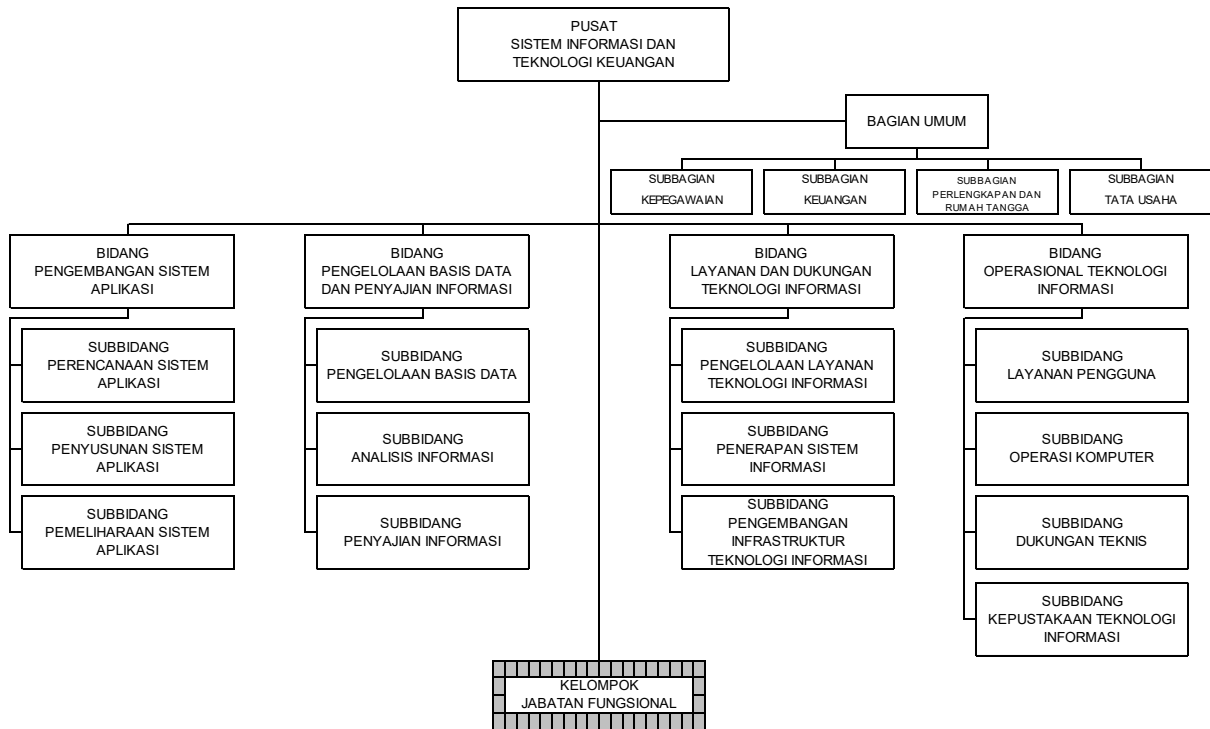 PUSAT
SISTEM INFORMASI DAN
TEKNOLOGI KEUANGAN
BAGIAN UMUM
SUBBAGIAN
KEPEGAWAIAN
SUBBAGIAN
KEUANGAN
SUBBAGIAN
PERLENGKAPAN DAN
RUMAH TANGGA
SUBBAGIAN
TATA USAHA
BIDANG
PENGEMBANGAN SISTEM
APLIKASI
BIDANG
PENGELOLAAN BASIS DATA
DAN PENYAJIAN INFORMASI
BIDANG
LAYANAN DAN DUKUNGAN
TEKNOLOGI INFORMASI
BIDANG
OPERASIONAL TEKNOLOGI
INFORMASI
SUBBIDANG
PERENCANAAN SISTEM
APLIKASI
SUBBIDANG
PENGELOLAAN BASIS DATA
SUBBIDANG
PENGELOLAAN LAYANAN
TEKNOLOGI INFORMASI
SUBBIDANG
LAYANAN PENGGUNA
SUBBIDANG
PENYUSUNAN SISTEM
APLIKASI
SUBBIDANG
ANALISIS INFORMASI
SUBBIDANG
PENERAPAN SISTEM
INFORMASI
SUBBIDANG
OPERASI KOMPUTER
SUBBIDANG
PEMELIHARAAN SISTEM
APLIKASI
SUBBIDANG
PENYAJIAN INFORMASI
SUBBIDANG
PENGEMBANGAN
INFRASTRUKTUR
TEKNOLOGI INFORMASI
SUBBIDANG
DUKUNGAN TEKNIS
SUBBIDANG
KEPUSTAKAAN TEKNOLOGI
INFORMASI
KELOMPOK
JABATAN FUNGSIONAL